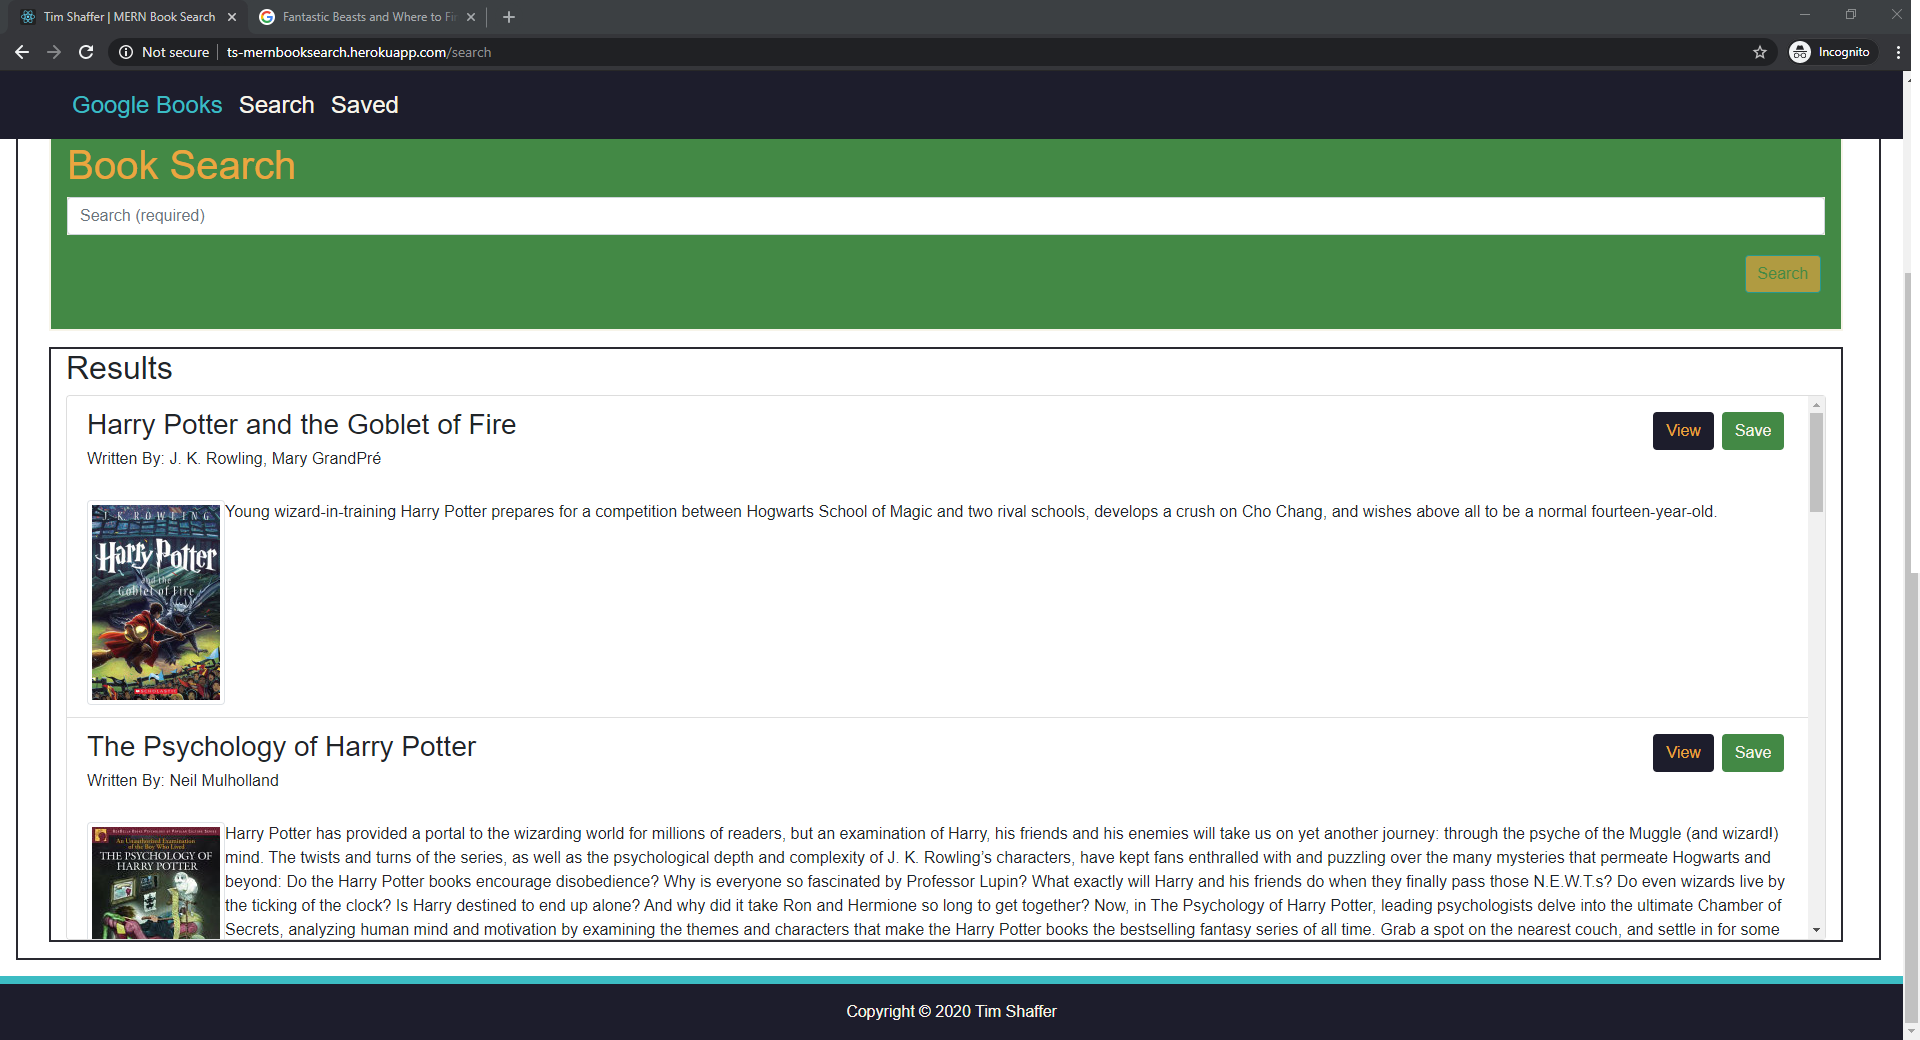 Tim Shaffer | MERN Book Search
Fantastic Beasts and Where to Fi
Not secure
ts-mernbooksearch.herokuapp.com/search
Incognito
Google Books
Search
Saved
Book Search
Search (required)
Search
Results
Harry Potter and the Goblet of Fire
View
Save
Written By: J. K. Rowling, Mary GrandPré
J. K. ROWLING
Harry Potter
and the
Goblet of Fire
SCHOLASTIC
Young wizard-in-training Harry Potter prepares for a competition between Hogwarts School of Magic and two rival schools, develops a crush on Cho Chang, and wishes above all to be a normal fourteen-year-old.
The Psychology of Harry Potter
View
Save
Written By: Neil Mulholland
An Unauthorized Examination
of the Boy Who Lived
THE PSYCHOLOGY OF
HARRY POTTER
Harry Potter has provided a portal to the wizarding world for millions of readers, but an examination of Harry, his friends and his enemies will take us on yet another journey: through the psyche of the Muggle (and wizard!)
mind. The twists and turns of the series, as well as the psychological depth and complexity of J. K. Rowling’s characters, have kept fans enthralled with and puzzling over the many mysteries that permeate Hogwarts and
beyond: Do the Harry Potter books encourage disobedience? Why is everyone so fascinated by Professor Lupin? What exactly will Harry and his friends do when they finally pass those N.E.W.T.s? Do even wizards live by
the ticking of the clock? Is Harry destined to end up alone? And why did it take Ron and Hermione so long to get together? Now, in The Psychology of Harry Potter, leading psychologists delve into the ultimate Chamber of
Secrets, analyzing human mind and motivation by examining the themes and characters that make the Harry Potter books the bestselling fantasy series of all time. Grab a spot on the nearest couch, and settle in for some
Copyright © 2020 Tim Shaffer